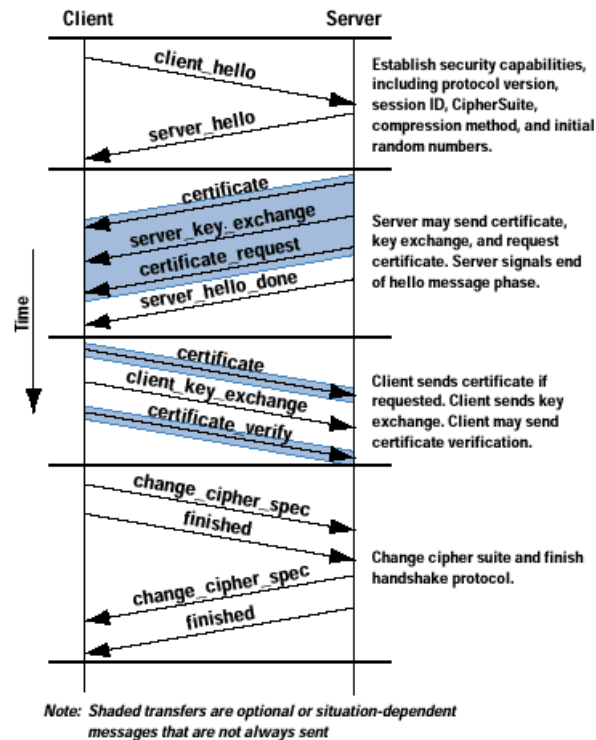 Client
Server
client_hello
server_hello
Establish security capabilities,
including protocol version,
session ID, CipherSuite,
compression method, and initial
random numbers.
certificate
server_key_exchange
certificate_request
server_hello_done
Server may send certificate,
key exchange, and request
certificate. Server signals end
of hello message phase.
Time
certificate
client_key_exchange
certificate_verify
Client sends certificate if
requested. Client sends key
exchange. Client may send
certificate verification.
change_cipher_spec
finished
change_cipher_spec
finished
Change cipher suite and finish
handshake protocol.
Note: Shaded transfers are optional or situation-dependent
messages that are not always sent